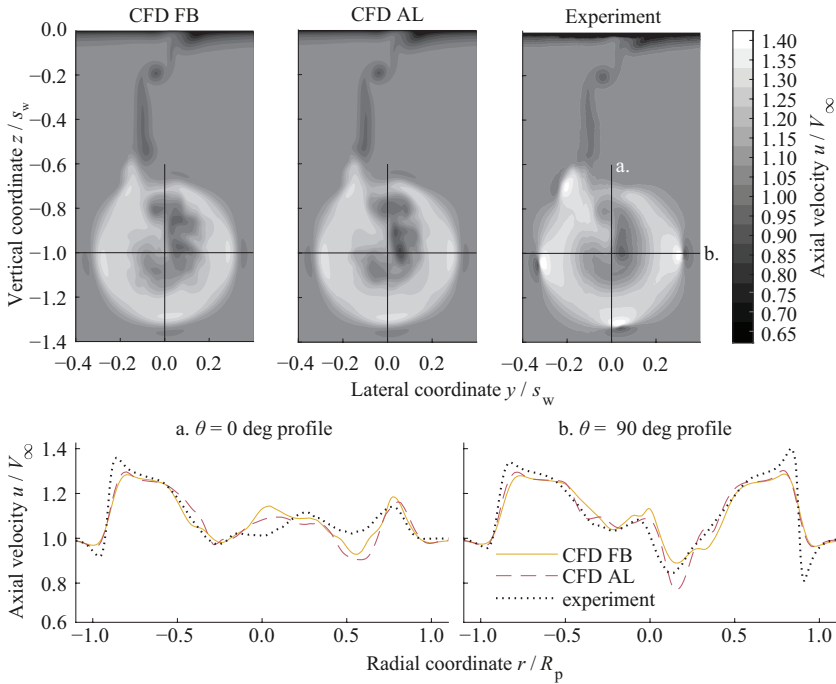 CFD FB
CFD AL
Experiment
0.0
−0.2
−0.4
−0.6
−0.8
−1.0
−1.2
−1.4
Vertical coordinate z / s_w
a.
b.
−0.4 −0.2 0.0 0.2
−0.4 −0.2 0.0 0.2
−0.4 −0.2 0.0 0.2 0.4
Lateral coordinate y / s_w
1.40
1.35
1.30
1.25
1.20
1.15
1.10
1.05
1.00
0.95
0.90
0.85
0.80
0.75
0.70
0.65
Axial velocity u / V_∞
a. θ = 0 deg profile
b. θ = 90 deg profile
1.4
1.2
1.0
0.8
0.6
Axial velocity u / V_∞
CFD FB
CFD AL
experiment
−1.0 −0.5 0.0 0.5 1.0
−1.0 −0.5 0.0 0.5 1.0
Radial coordinate r / R_p